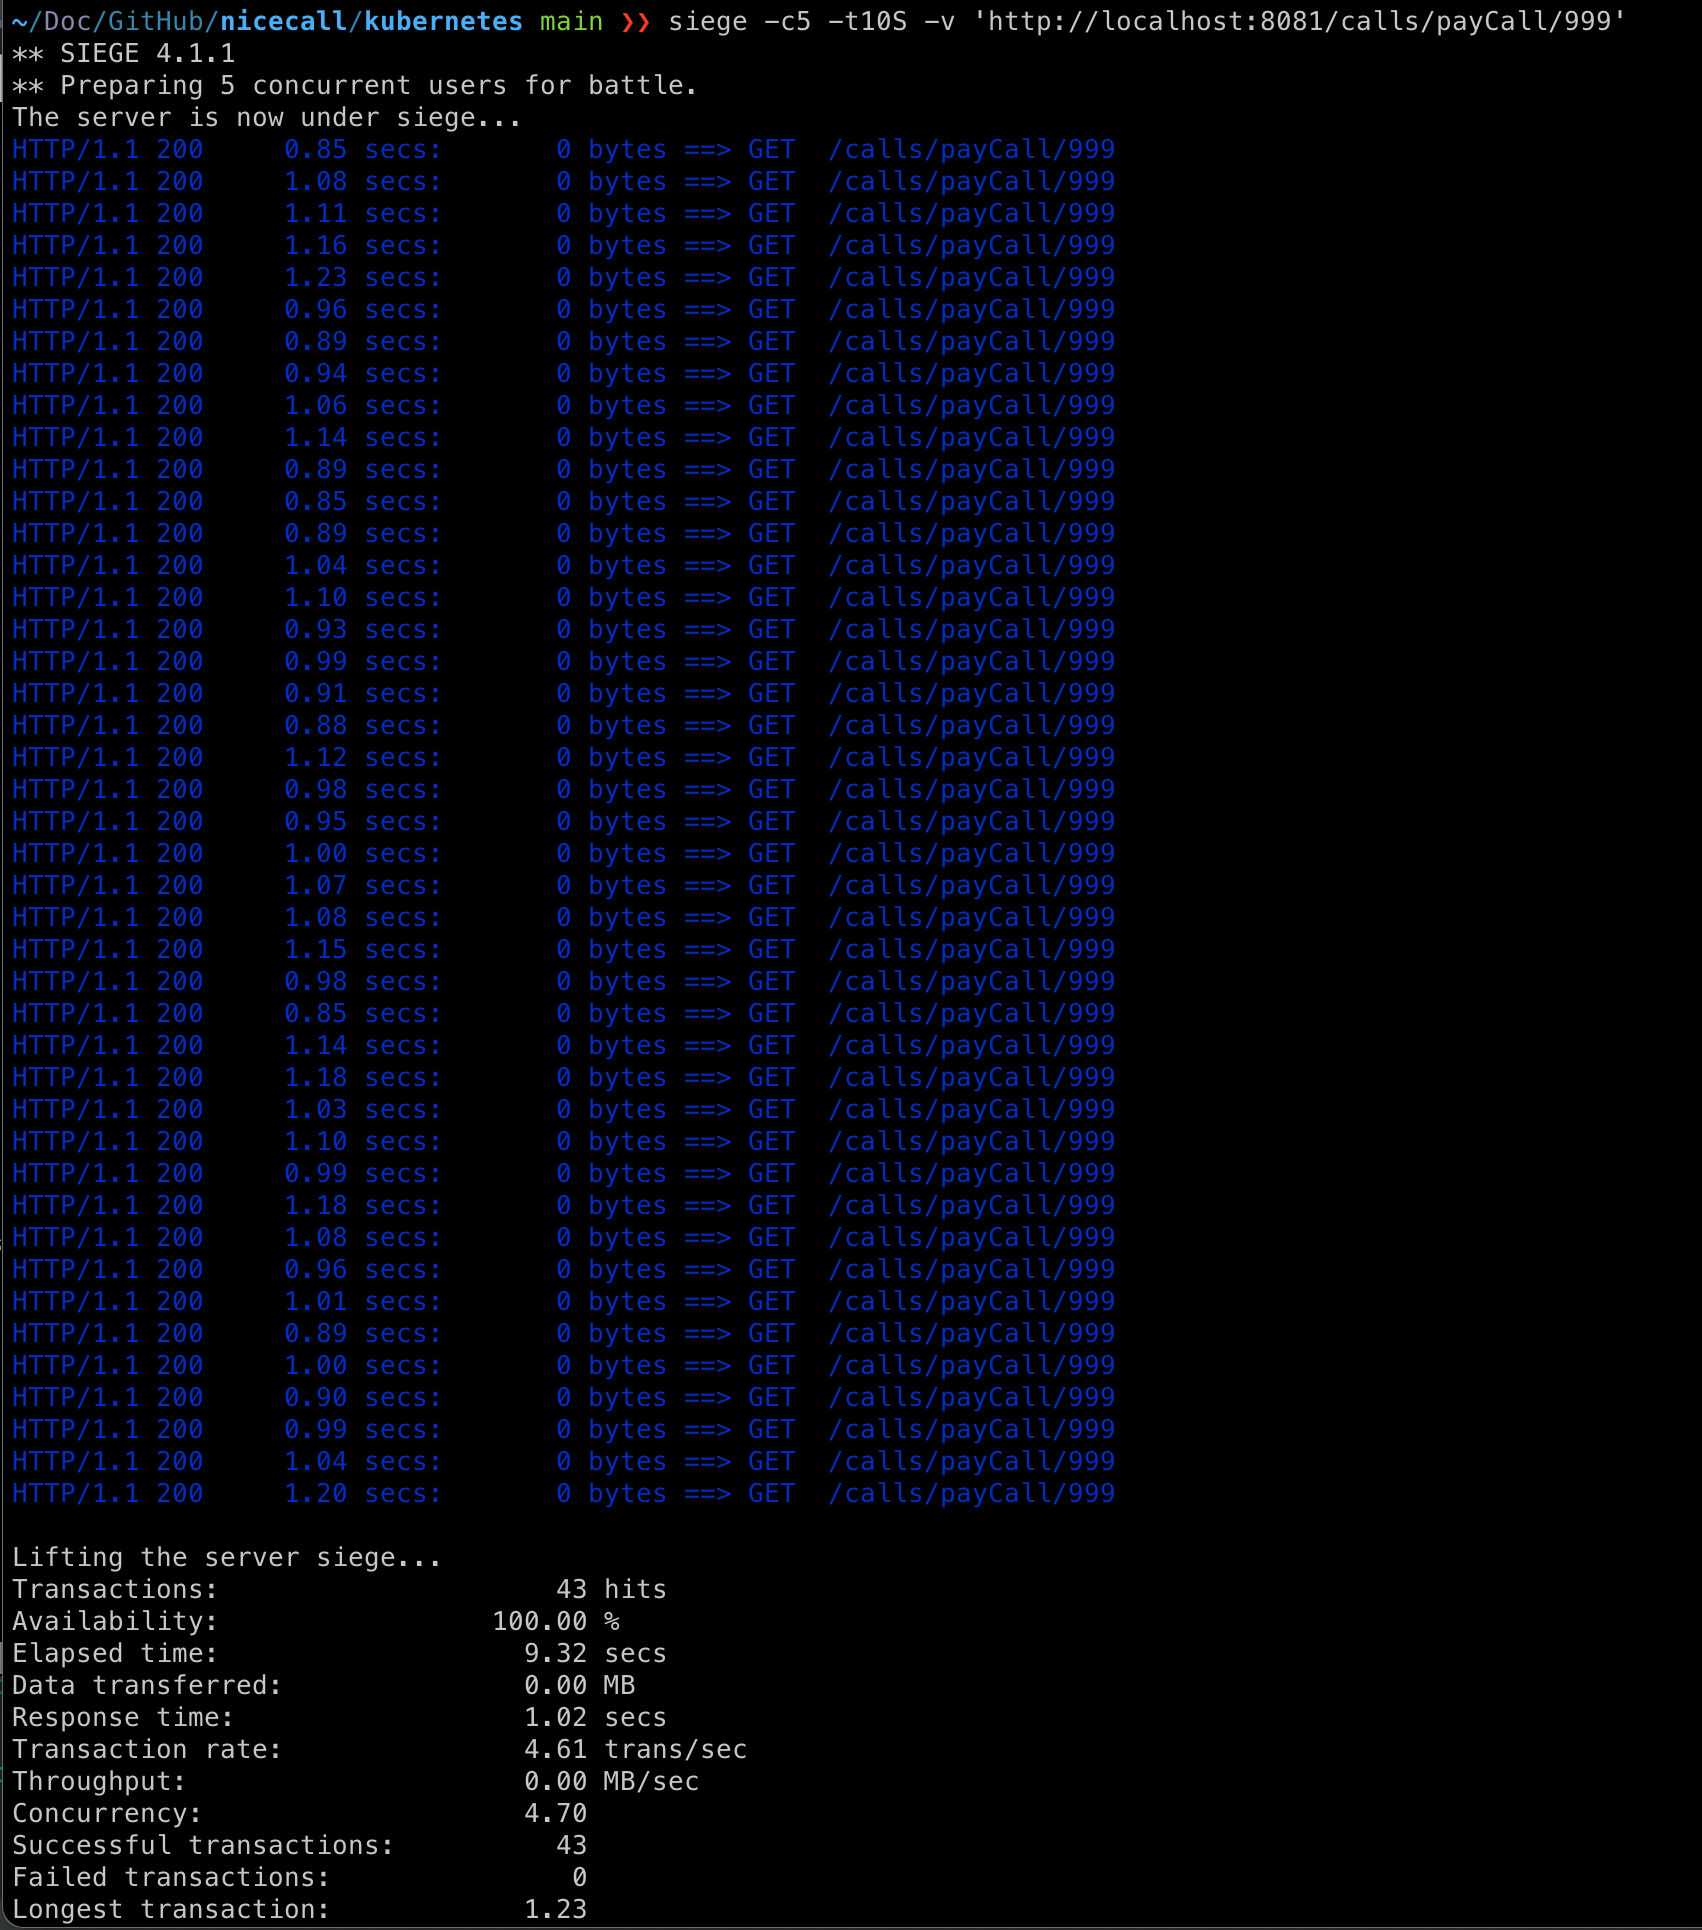 ~/Doc/GitHub/nicecall/kubernetes main ❯❯ siege -c5 -t10S -v 'http://localhost:8081/calls/payCall/999'
** SIEGE 4.1.1
** Preparing 5 concurrent users for battle.
The server is now under siege...
HTTP/1.1 200     0.85 secs:       0 bytes ==> GET  /calls/payCall/999
HTTP/1.1 200     1.08 secs:       0 bytes ==> GET  /calls/payCall/999
HTTP/1.1 200     1.11 secs:       0 bytes ==> GET  /calls/payCall/999
HTTP/1.1 200     1.16 secs:       0 bytes ==> GET  /calls/payCall/999
HTTP/1.1 200     1.23 secs:       0 bytes ==> GET  /calls/payCall/999
HTTP/1.1 200     0.96 secs:       0 bytes ==> GET  /calls/payCall/999
HTTP/1.1 200     0.89 secs:       0 bytes ==> GET  /calls/payCall/999
HTTP/1.1 200     0.94 secs:       0 bytes ==> GET  /calls/payCall/999
HTTP/1.1 200     1.06 secs:       0 bytes ==> GET  /calls/payCall/999
HTTP/1.1 200     1.14 secs:       0 bytes ==> GET  /calls/payCall/999
HTTP/1.1 200     0.89 secs:       0 bytes ==> GET  /calls/payCall/999
HTTP/1.1 200     0.85 secs:       0 bytes ==> GET  /calls/payCall/999
HTTP/1.1 200     0.89 secs:       0 bytes ==> GET  /calls/payCall/999
HTTP/1.1 200     1.04 secs:       0 bytes ==> GET  /calls/payCall/999
HTTP/1.1 200     1.10 secs:       0 bytes ==> GET  /calls/payCall/999
HTTP/1.1 200     0.93 secs:       0 bytes ==> GET  /calls/payCall/999
HTTP/1.1 200     0.99 secs:       0 bytes ==> GET  /calls/payCall/999
HTTP/1.1 200     0.91 secs:       0 bytes ==> GET  /calls/payCall/999
HTTP/1.1 200     0.88 secs:       0 bytes ==> GET  /calls/payCall/999
HTTP/1.1 200     1.12 secs:       0 bytes ==> GET  /calls/payCall/999
HTTP/1.1 200     0.98 secs:       0 bytes ==> GET  /calls/payCall/999
HTTP/1.1 200     0.95 secs:       0 bytes ==> GET  /calls/payCall/999
HTTP/1.1 200     1.00 secs:       0 bytes ==> GET  /calls/payCall/999
HTTP/1.1 200     1.07 secs:       0 bytes ==> GET  /calls/payCall/999
HTTP/1.1 200     1.08 secs:       0 bytes ==> GET  /calls/payCall/999
HTTP/1.1 200     1.15 secs:       0 bytes ==> GET  /calls/payCall/999
HTTP/1.1 200     0.98 secs:       0 bytes ==> GET  /calls/payCall/999
HTTP/1.1 200     0.85 secs:       0 bytes ==> GET  /calls/payCall/999
HTTP/1.1 200     1.14 secs:       0 bytes ==> GET  /calls/payCall/999
HTTP/1.1 200     1.18 secs:       0 bytes ==> GET  /calls/payCall/999
HTTP/1.1 200     1.03 secs:       0 bytes ==> GET  /calls/payCall/999
HTTP/1.1 200     1.10 secs:       0 bytes ==> GET  /calls/payCall/999
HTTP/1.1 200     0.99 secs:       0 bytes ==> GET  /calls/payCall/999
HTTP/1.1 200     1.18 secs:       0 bytes ==> GET  /calls/payCall/999
HTTP/1.1 200     1.08 secs:       0 bytes ==> GET  /calls/payCall/999
HTTP/1.1 200     0.96 secs:       0 bytes ==> GET  /calls/payCall/999
HTTP/1.1 200     1.01 secs:       0 bytes ==> GET  /calls/payCall/999
HTTP/1.1 200     0.89 secs:       0 bytes ==> GET  /calls/payCall/999
HTTP/1.1 200     1.00 secs:       0 bytes ==> GET  /calls/payCall/999
HTTP/1.1 200     0.90 secs:       0 bytes ==> GET  /calls/payCall/999
HTTP/1.1 200     0.99 secs:       0 bytes ==> GET  /calls/payCall/999
HTTP/1.1 200     1.04 secs:       0 bytes ==> GET  /calls/payCall/999
HTTP/1.1 200     1.20 secs:       0 bytes ==> GET  /calls/payCall/999

Lifting the server siege...
Transactions:                     43 hits
Availability:                 100.00 %
Elapsed time:                   9.32 secs
Data transferred:               0.00 MB
Response time:                  1.02 secs
Transaction rate:               4.61 trans/sec
Throughput:                     0.00 MB/sec
Concurrency:                    4.70
Successful transactions:          43
Failed transactions:               0
Longest transaction:            1.23